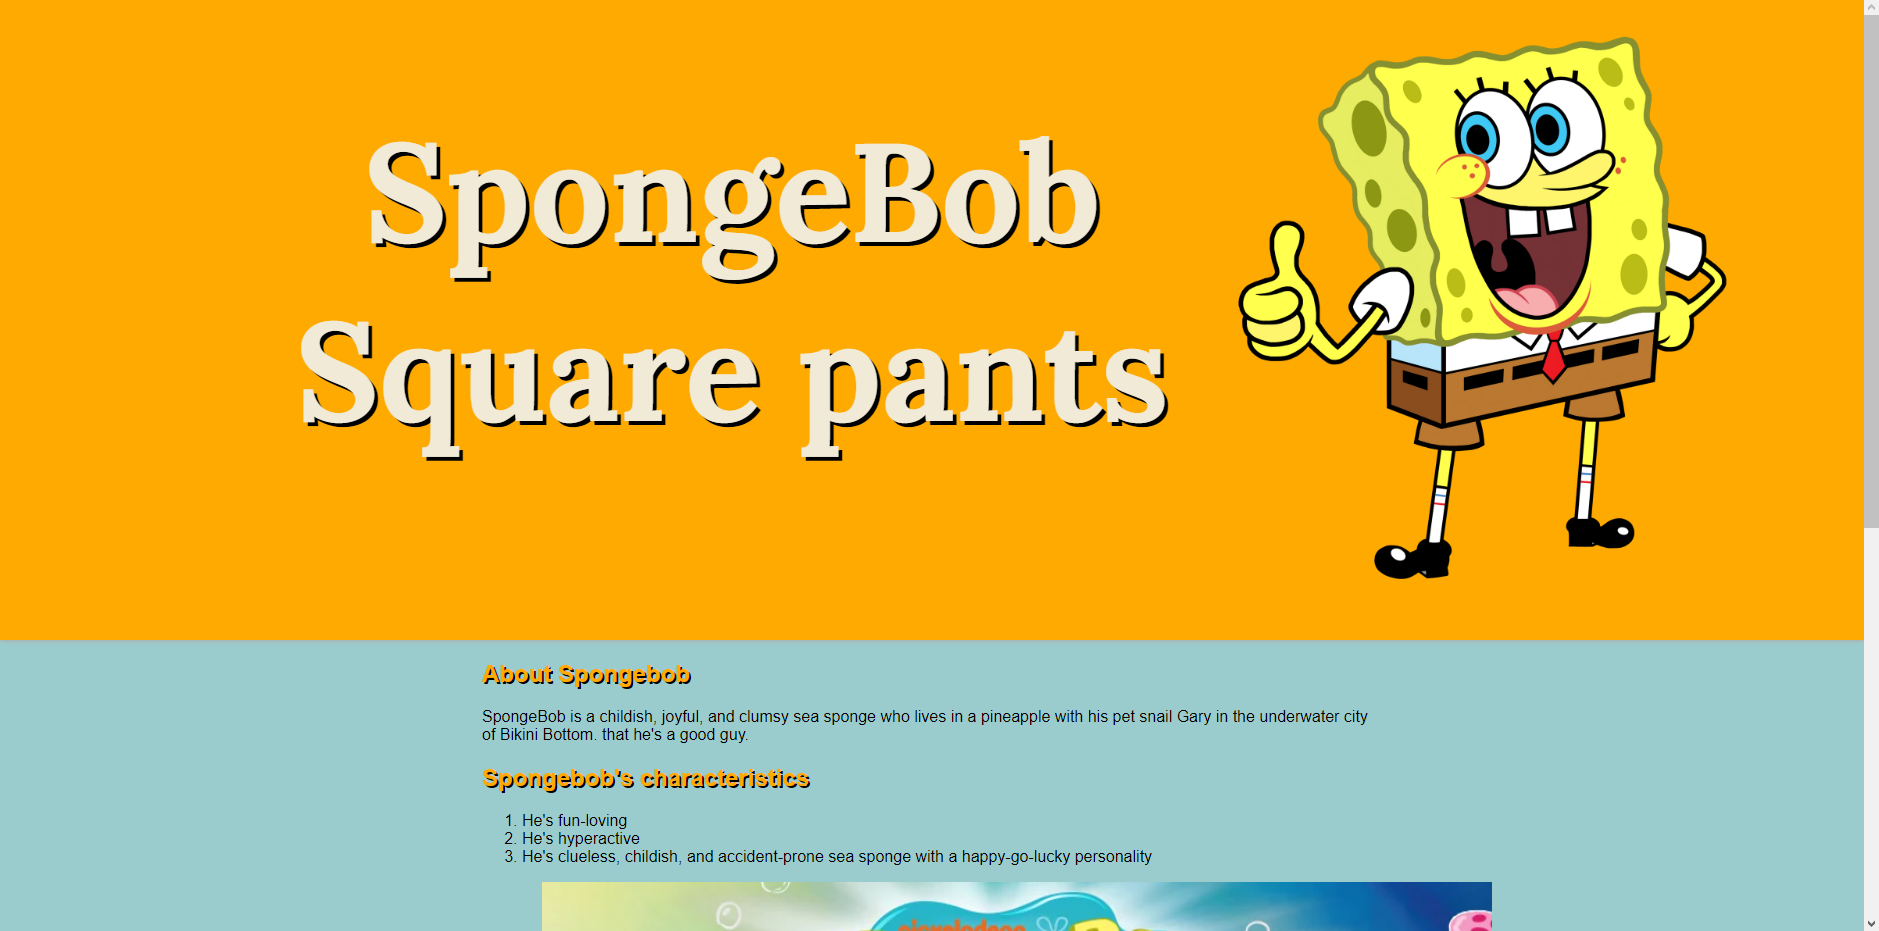 SpongeBob
Square pants
About Spongebob
SpongeBob is a childish, joyful, and clumsy sea sponge who lives in a pineapple with his pet snail Gary in the underwater city
of Bikini Bottom. that he's a good guy.
Spongebob's characteristics
1. He's fun-loving
2. He's hyperactive
3. He's clueless, childish, and accident-prone sea sponge with a happy-go-lucky personality
nickelodeon